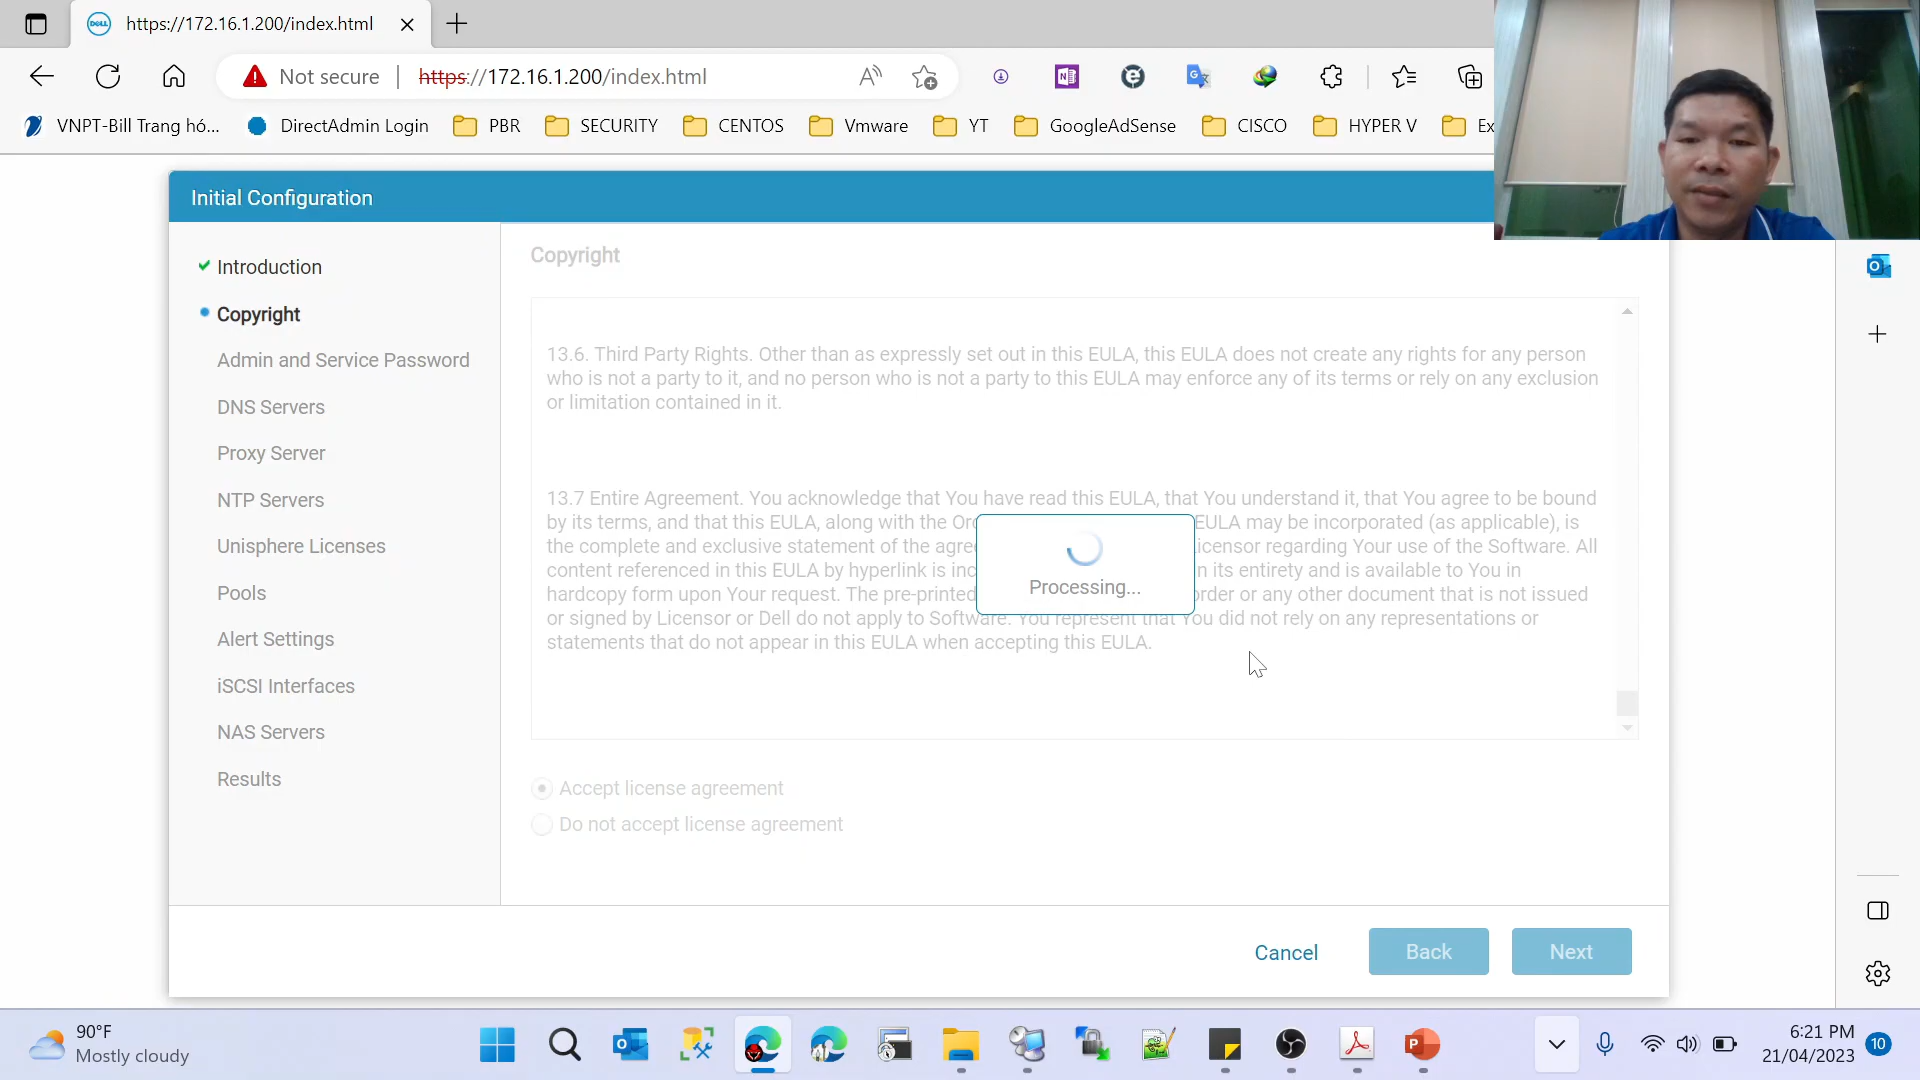 https://172.16.1.200/index.html
Not secure
https://172.16.1.200/index.html
VNPT-Bill Trang hó...
DirectAdmin Login
PBR
SECURITY
CENTOS
Vmware
YT
GoogleAdSense
CISCO
HYPER V
Ex
Initial Configuration
Introduction
Copyright
Admin and Service Password
DNS Servers
Proxy Server
NTP Servers
Unisphere Licenses
Pools
Alert Settings
iSCSI Interfaces
NAS Servers
Results
Copyright
13.6. Third Party Rights. Other than as expressly set out in this EULA, this EULA does not create any rights for any person
who is not a party to it, and no person who is not a party to this EULA may enforce any of its terms or rely on any exclusion
or limitation contained in it.
13.7 Entire Agreement. You acknowledge that You have read this EULA, that You understand it, that You agree to be bound
by its terms, and that this EULA, along with the Orc EULA may be incorporated (as applicable), is
the complete and exclusive statement of the agree icensor regarding Your use of the Software. All
content referenced in this EULA by hyperlink is inc n its entirety and is available to You in
hardcopy form upon Your request. The pre-printed order or any other document that is not issued
or signed by Licensor or Dell do not apply to Software. You represent that You did not rely on any representations or
statements that do not appear in this EULA when accepting this EULA.
Processing...
Accept license agreement
Do not accept license agreement
Cancel
Back
Next
90°F
Mostly cloudy
6:21 PM
21/04/2023
10